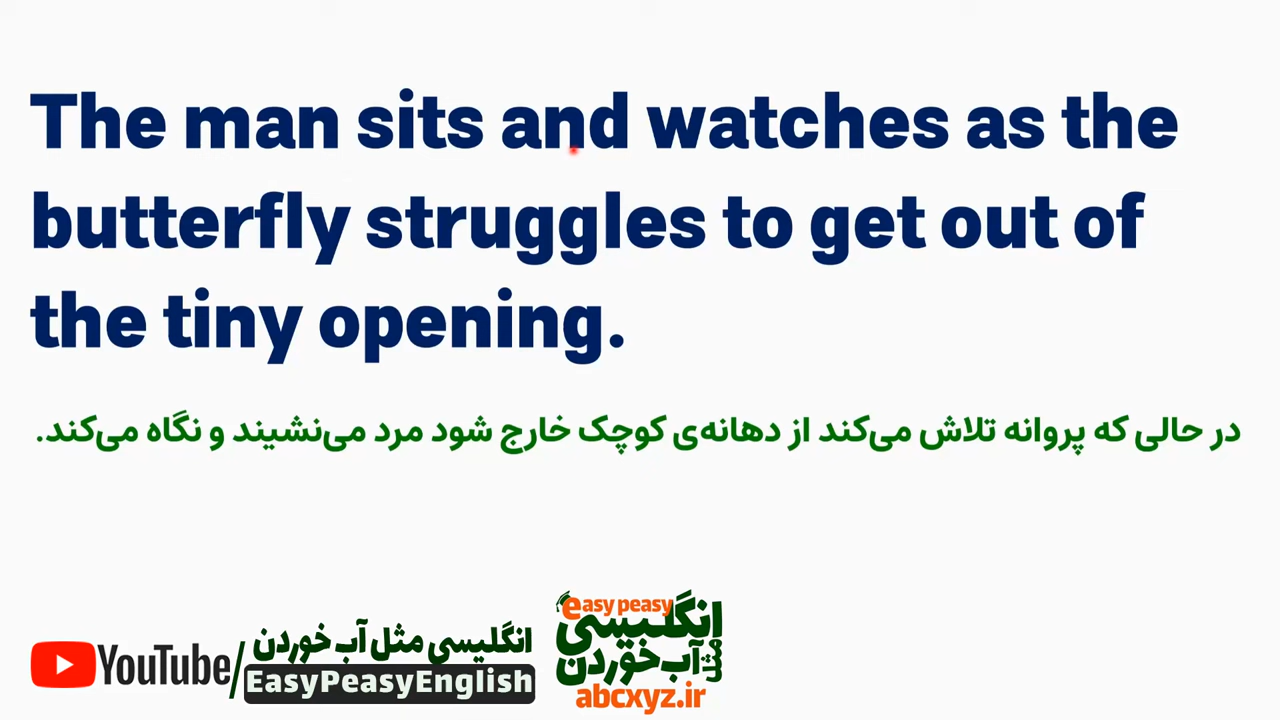 The man sits and watches as the
butterfly struggles to get out of
the tiny opening.
در حالی که پروانه تلاش می‌کند از دهانه‌ی کوچک خارج شود مرد می‌نشیند و نگاه می‌کند.
YouTube/انگلیسی مثل آب خوردن
EasyPeasyEnglish
easy peasy
انگلیسی
مثل آب خوردن
abcxyz.ir